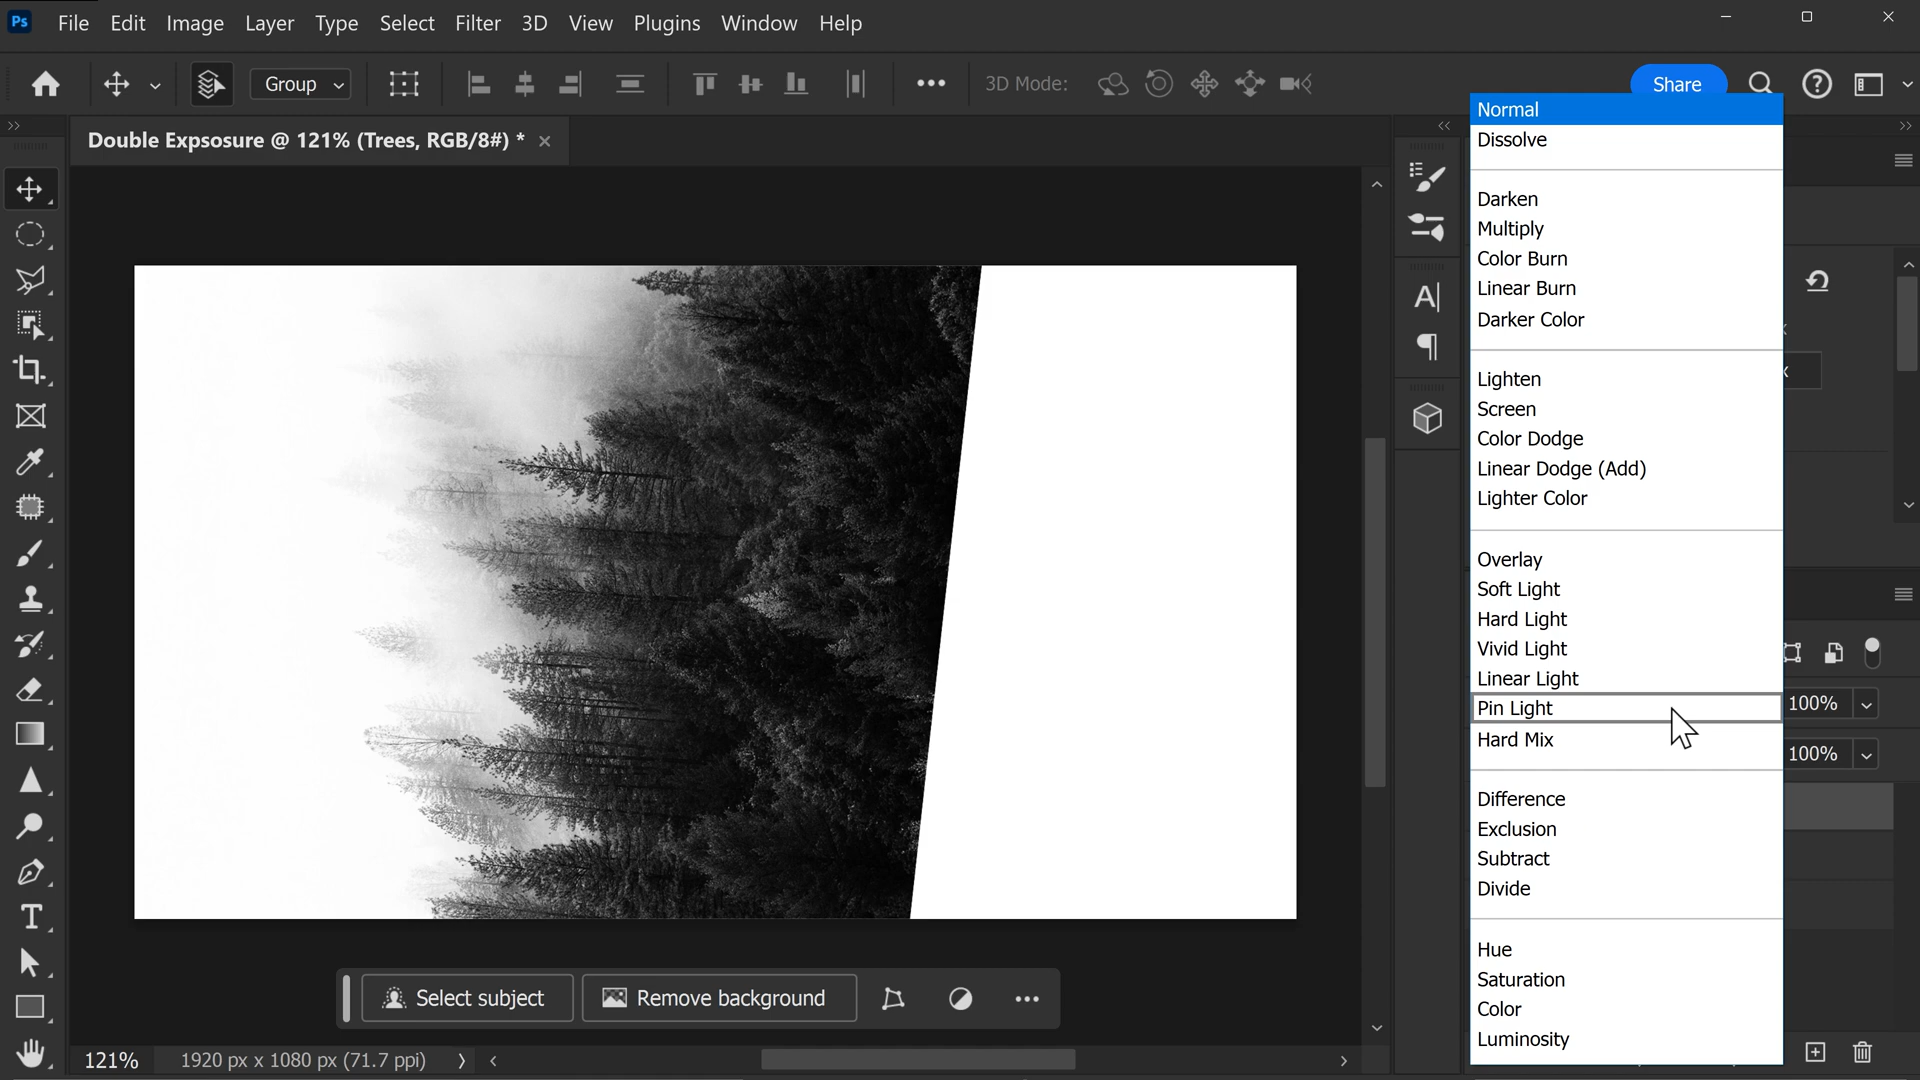 Ps File Edit Image Layer Type Select Filter 3D View Plugins Window Help
Group 3D Mode: Share
Double Expsosure @ 121% (Trees, RGB/8#) *
Normal
Dissolve
Darken
Multiply
Color Burn
Linear Burn
Darker Color
Lighten
Screen
Color Dodge
Linear Dodge (Add)
Lighter Color
Overlay
Soft Light
Hard Light
Vivid Light
Linear Light
Pin Light
100%
Hard Mix
100%
Difference
Exclusion
Subtract
Divide
Hue
Saturation
Color
Luminosity
Select subject Remove background
121% 1920 px x 1080 px (71.7 ppi)